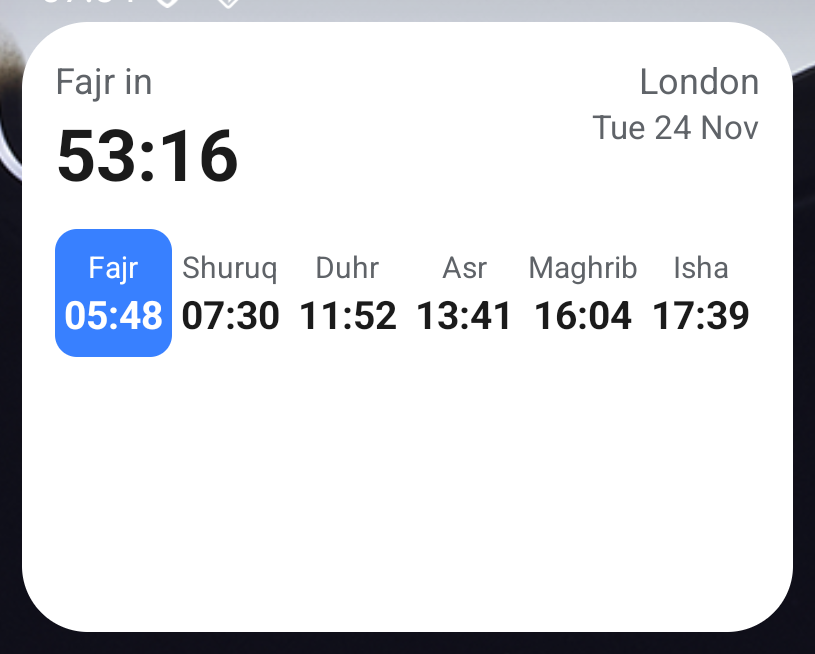 Fajr in
London
53:16
Tue 24 Nov
Fajr Shuruq Duhr Asr Maghrib Isha
05:48 07:30 11:52 13:41 16:04 17:39